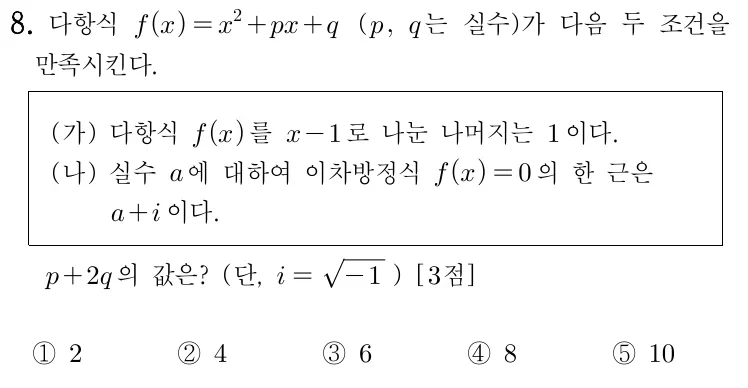 8. 다항식 f(x)=x²+px+q (p, q는 실수)가 다음 두 조건을
만족시킨다.
(가) 다항식 f(x)를 x-1로 나눈 나머지는 1이다.
(나) 실수 a에 대하여 이차방정식 f(x)=0의 한 근은
a+i이다.
p+2q의 값은? (단, i=√-1) [3점]
① 2 ② 4 ③ 6 ④ 8 ⑤ 10